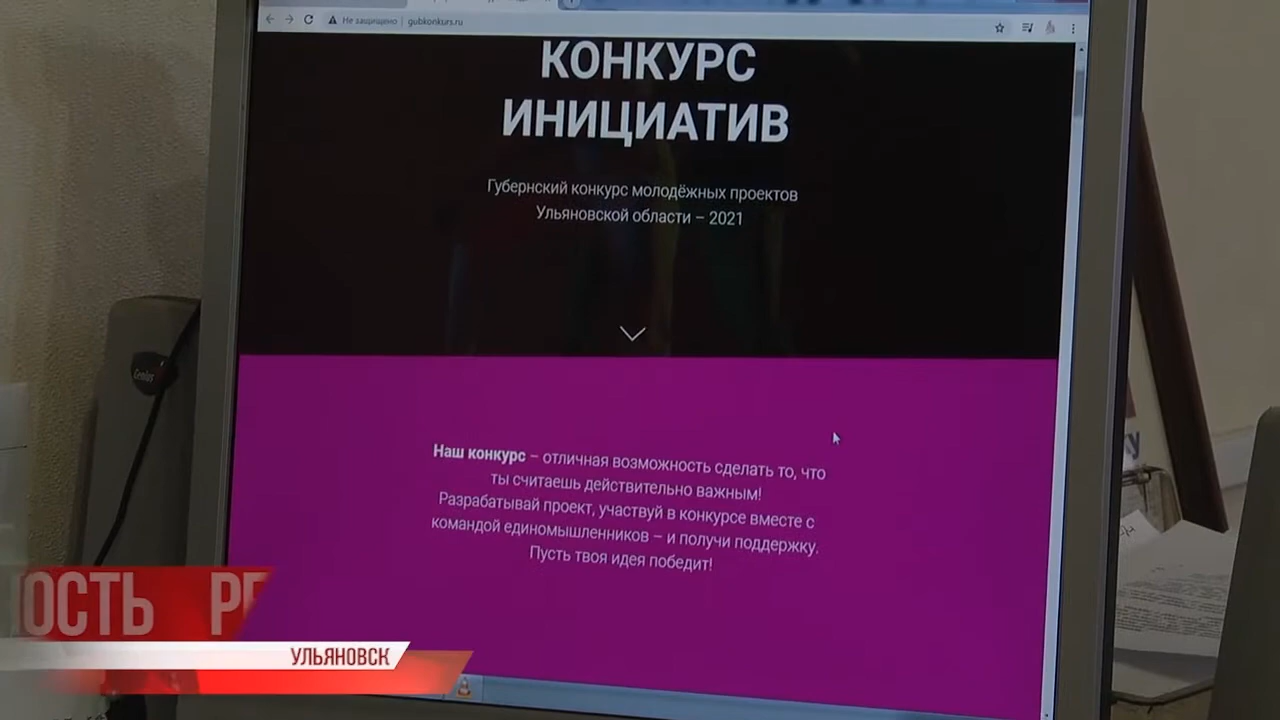 Не защищено | gubkonkurs.ru
КОНКУРС
ИНИЦИАТИВ
Губернский конкурс молодёжных проектов
Ульяновской области – 2021
Genius
Наш конкурс – отличная возможность сделать то, что
ты считаешь действительно важным!
Разрабатывай проект, участвуй в конкурсе вместе с
командой единомышленников – и получи поддержку.
Пусть твоя идея победит!
УЛЬЯНОВСК